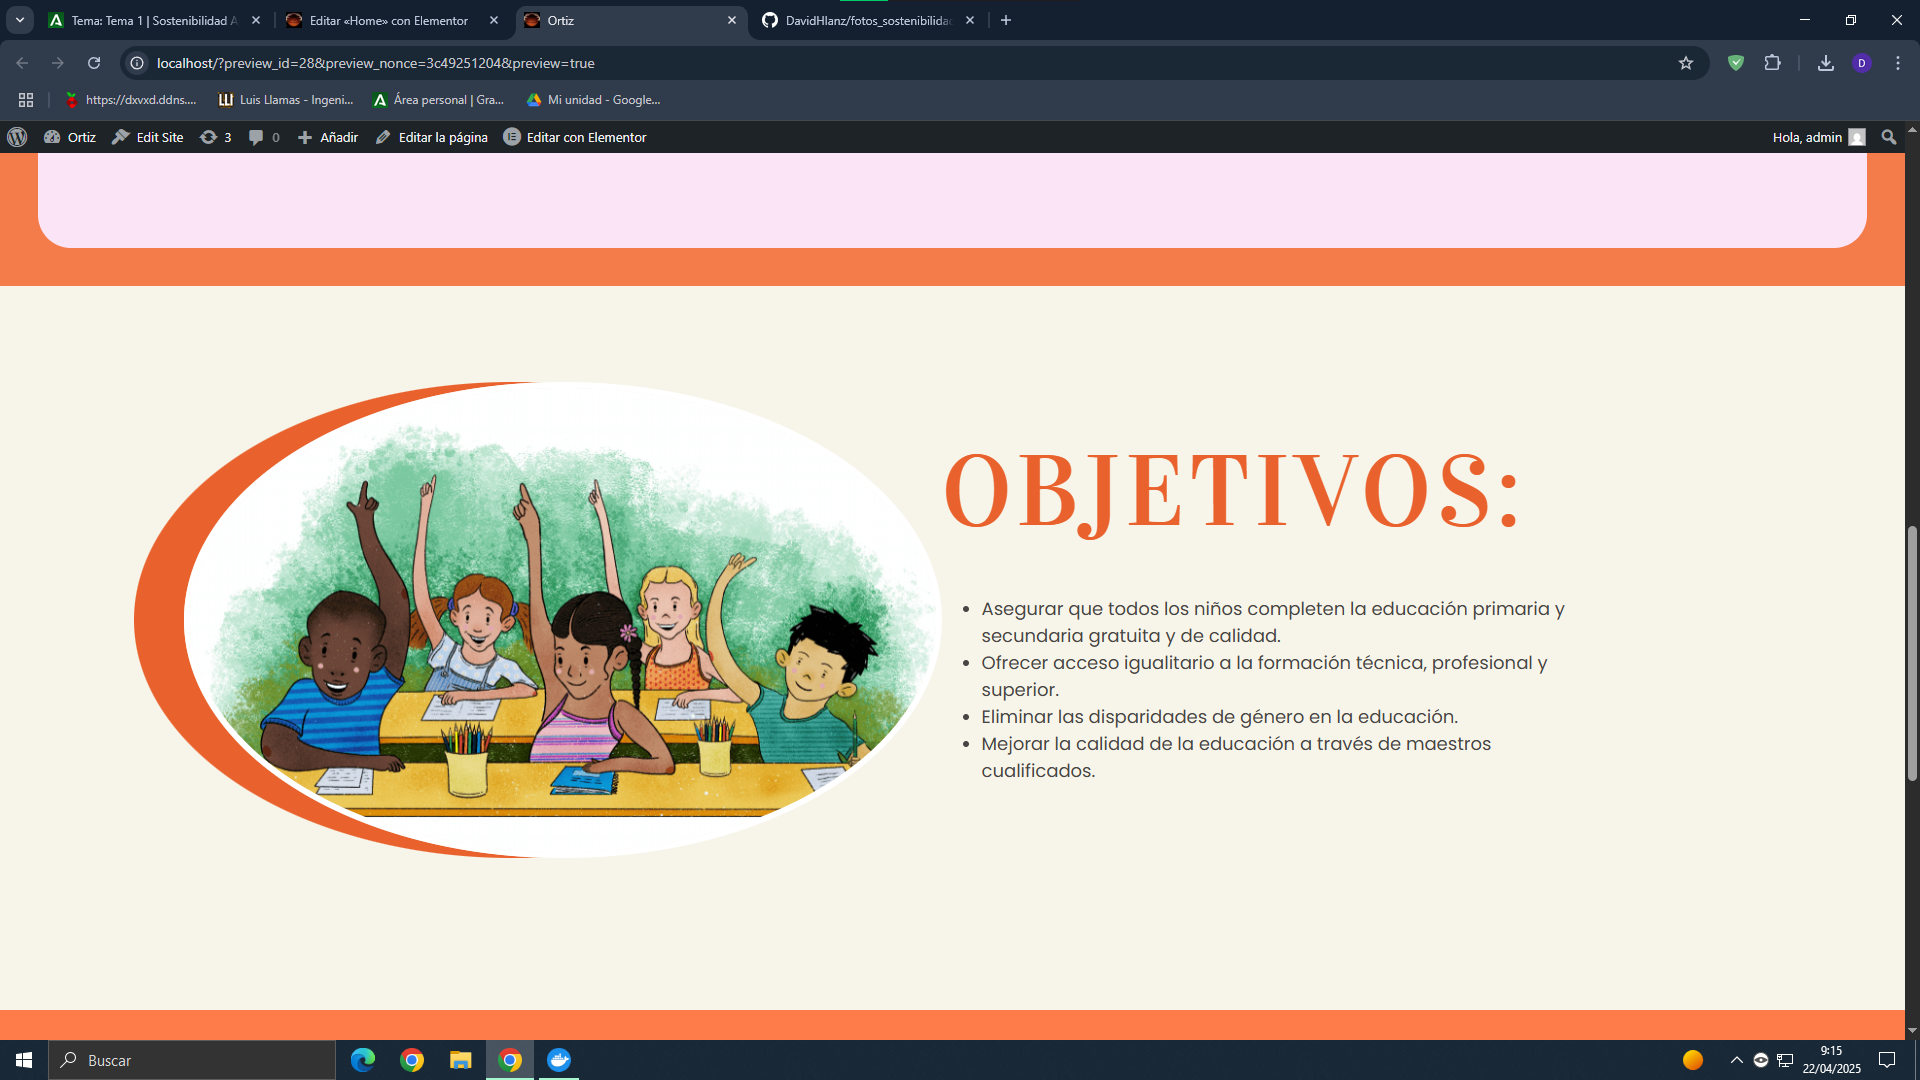 Tema: Tema 1 | Sostenibilidad A
Editar «Home» con Elementor
Ortiz
DavidHlanz/fotos_sostenibilidad
localhost/?preview_id=28&preview_nonce=3c49251204&preview=true
D
https://dxvxd.ddns....
Luis Llamas - Ingeni...
Área personal | Gra...
Mi unidad - Google...
Ortiz
Edit Site
3
0
Añadir
Editar la página
Editar con Elementor
Hola, admin
OBJETIVOS:
• Asegurar que todos los niños completen la educación primaria y
secundaria gratuita y de calidad.
• Ofrecer acceso igualitario a la formación técnica, profesional y
superior.
• Eliminar las disparidades de género en la educación.
• Mejorar la calidad de la educación a través de maestros
cualificados.
Buscar
9:15
22/04/2025